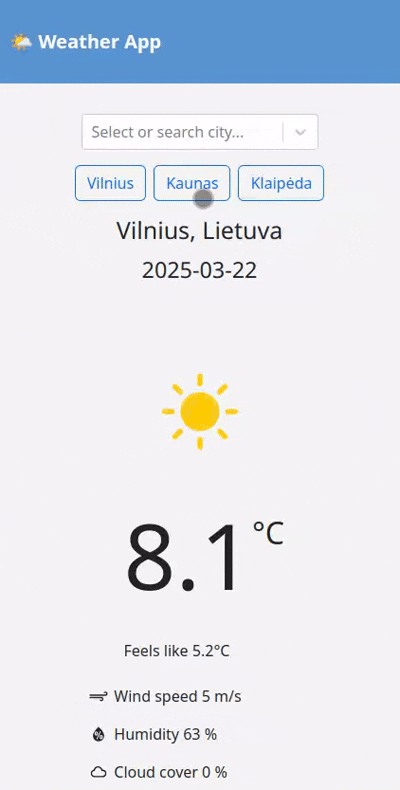 Weather App
Select or search city...
Vilnius Kaunas Klaipėda
Vilnius, Lietuva
2025-03-22
8.1 °C
Feels like 5.2°C
Wind speed 5 m/s
Humidity 63 %
Cloud cover 0 %